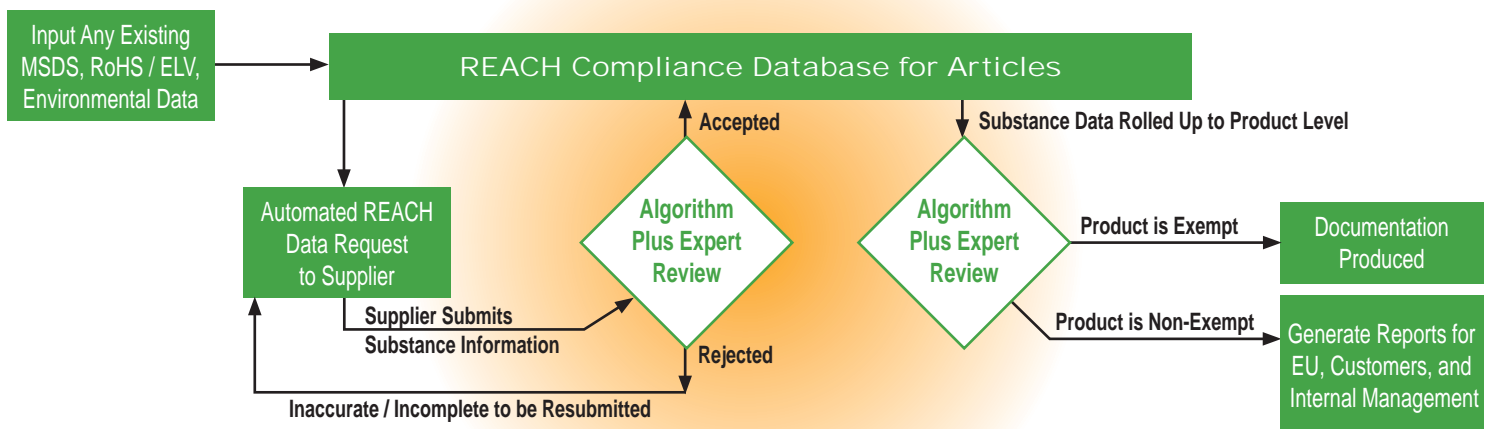 Input Any Existing
MSDS, RoHS / ELV,
Environmental Data
REACH Compliance Database for Articles
Accepted
Substance Data Rolled Up to Product Level
Automated REACH
Data Request
to Supplier
Algorithm
Plus Expert
Review
Algorithm
Plus Expert
Review
Product is Exempt
Documentation
Produced
Supplier Submits
Substance Information
Rejected
Inaccurate / Incomplete to be Resubmitted
Product is Non-Exempt
Generate Reports for
EU, Customers, and
Internal Management